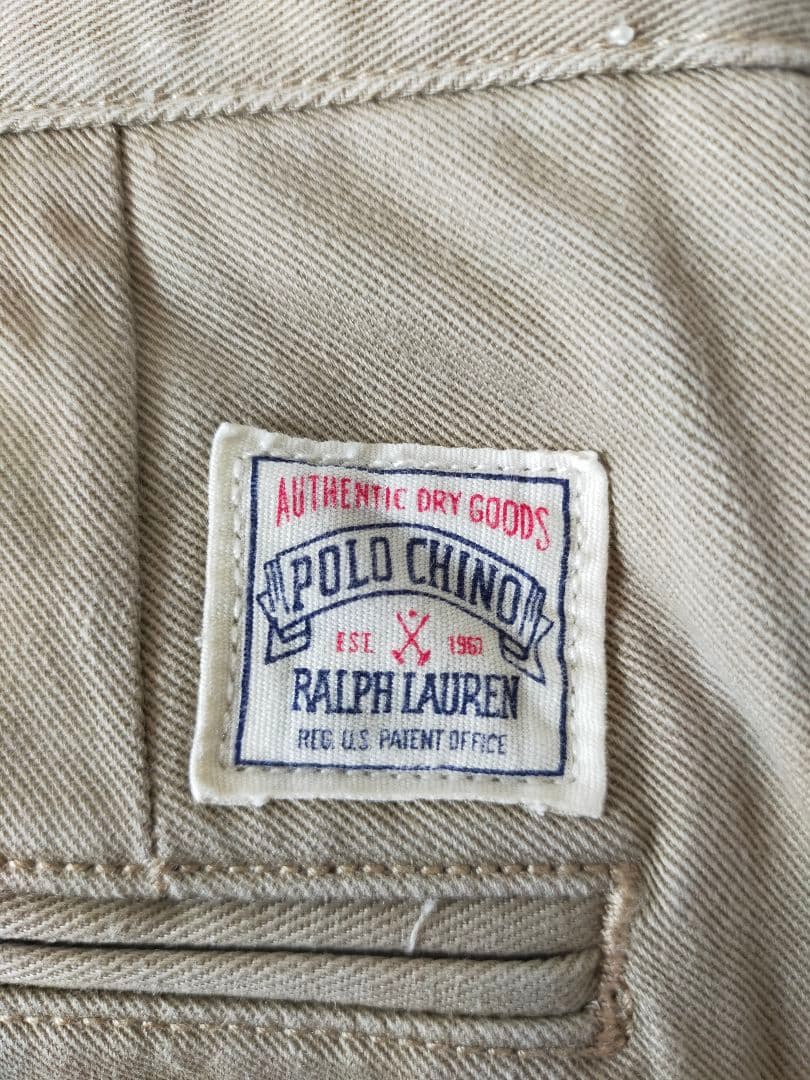 AUTHENTIC DRY GOODS
POLO CHINO
EST. 1967
RALPH LAUREN
REG. U.S. PATENT OFFICE